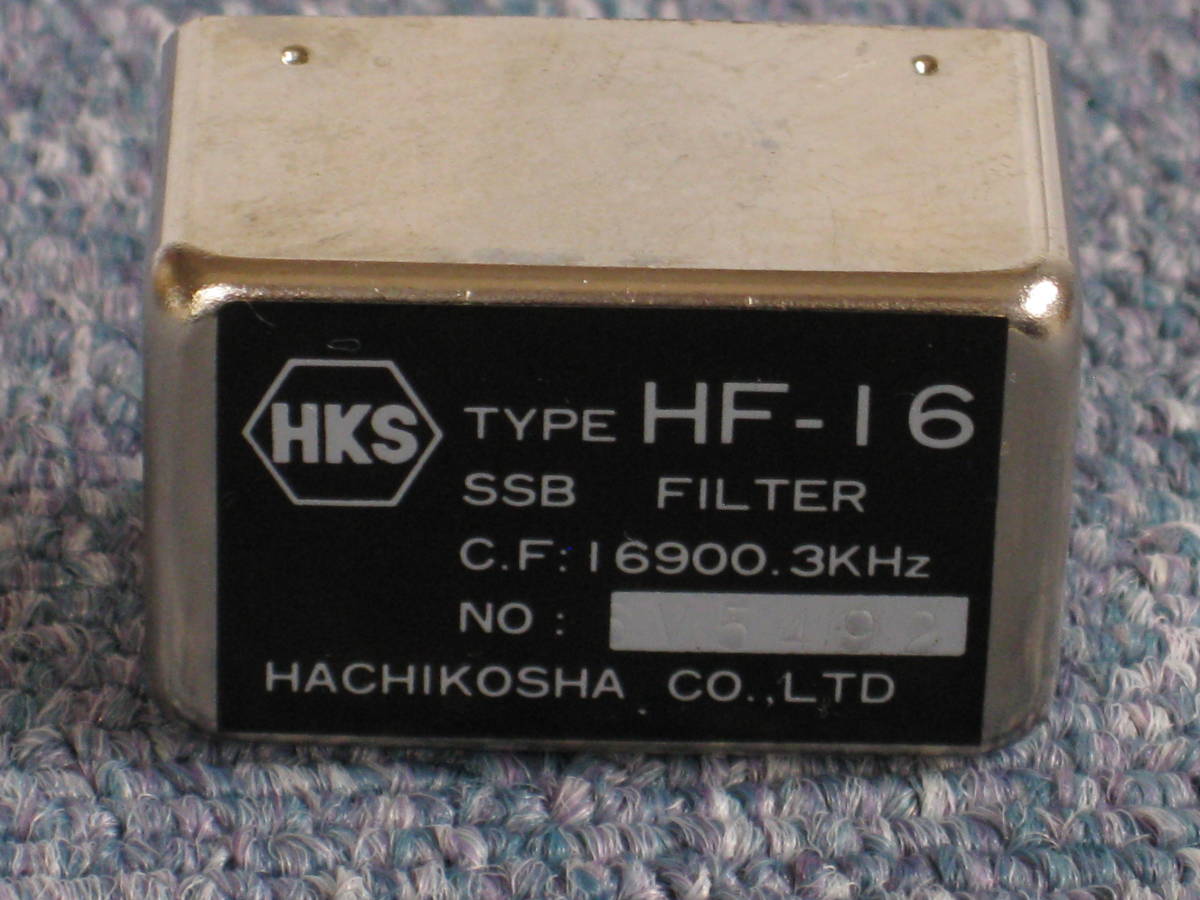 HKS
TYPE HF-16
SSB FILTER
C.F: 16900.3KHz
NO :
HACHIKOSHA CO.,LTD